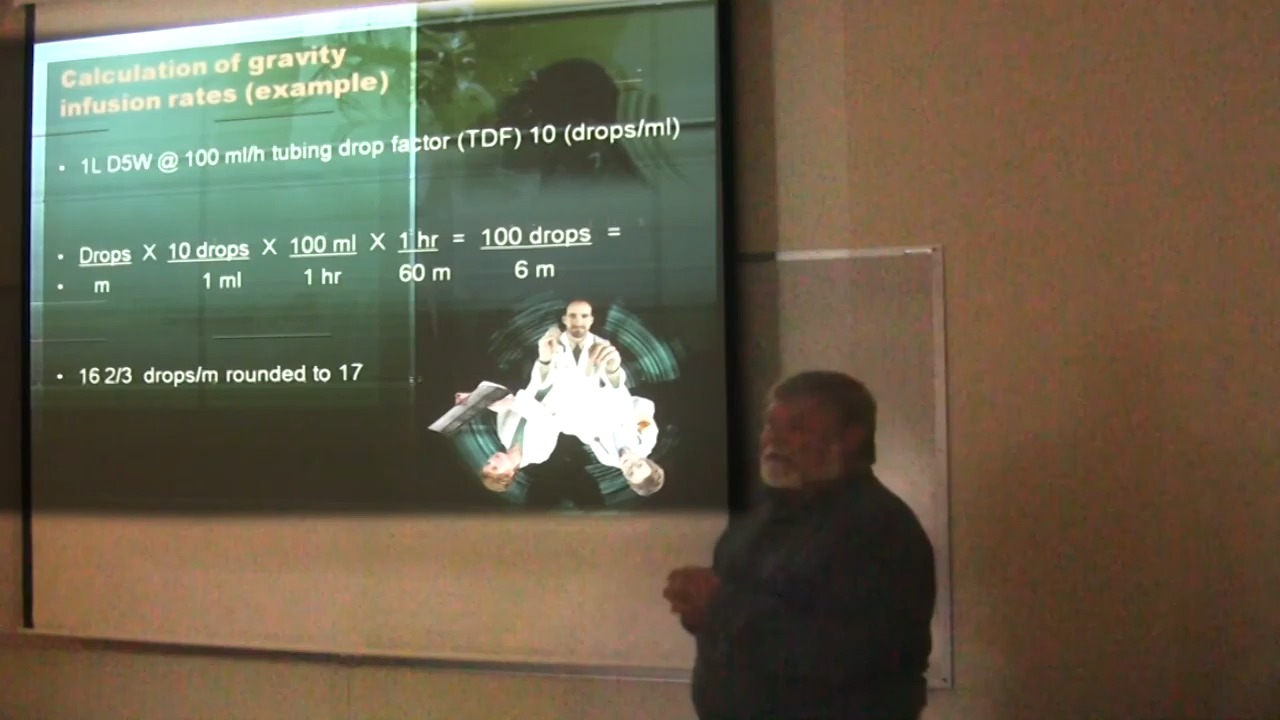 Calculation of gravity
infusion rates (example)
• 1L D5W @ 100 ml/h tubing drop factor (TDF) 10 (drops/ml)
• Drops X 10 drops X 100 ml X 1 hr = 100 drops =
• m 1 ml 1 hr 60 m 6 m
• 16 2/3 drops/m rounded to 17